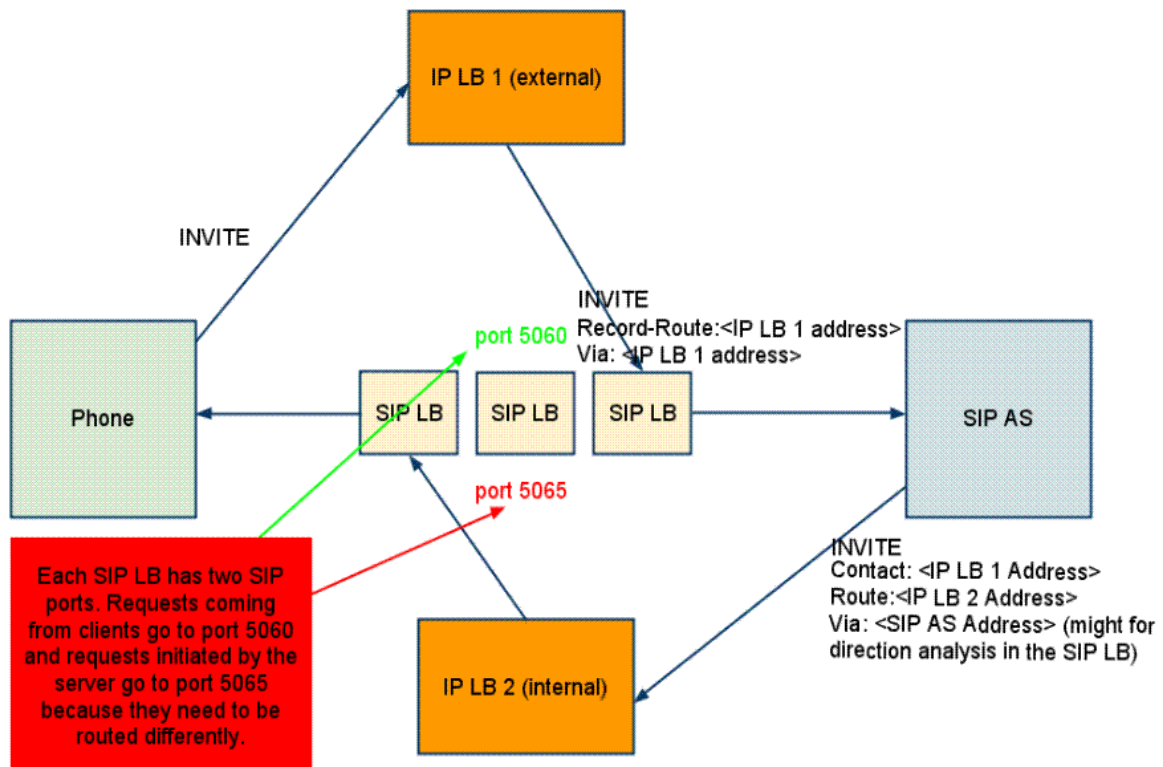 IP LB 1 (external)
INVITE
INVITE
Record-Route:<IP LB 1 address>
Via: <IP LB 1 address>
port 5060
Phone
SIP LB
SIP LB
SIP LB
SIP AS
port 5065
Each SIP LB has two SIP
ports. Requests coming
from clients go to port 5060
and requests initiated by the
server go to port 5065
because they need to be
routed differently.
INVITE
Contact: <IP LB 1 Address>
Route:<IP LB 2 Address>
Via: <SIP AS Address> (might for
direction analysis in the SIP LB)
IP LB 2 (internal)